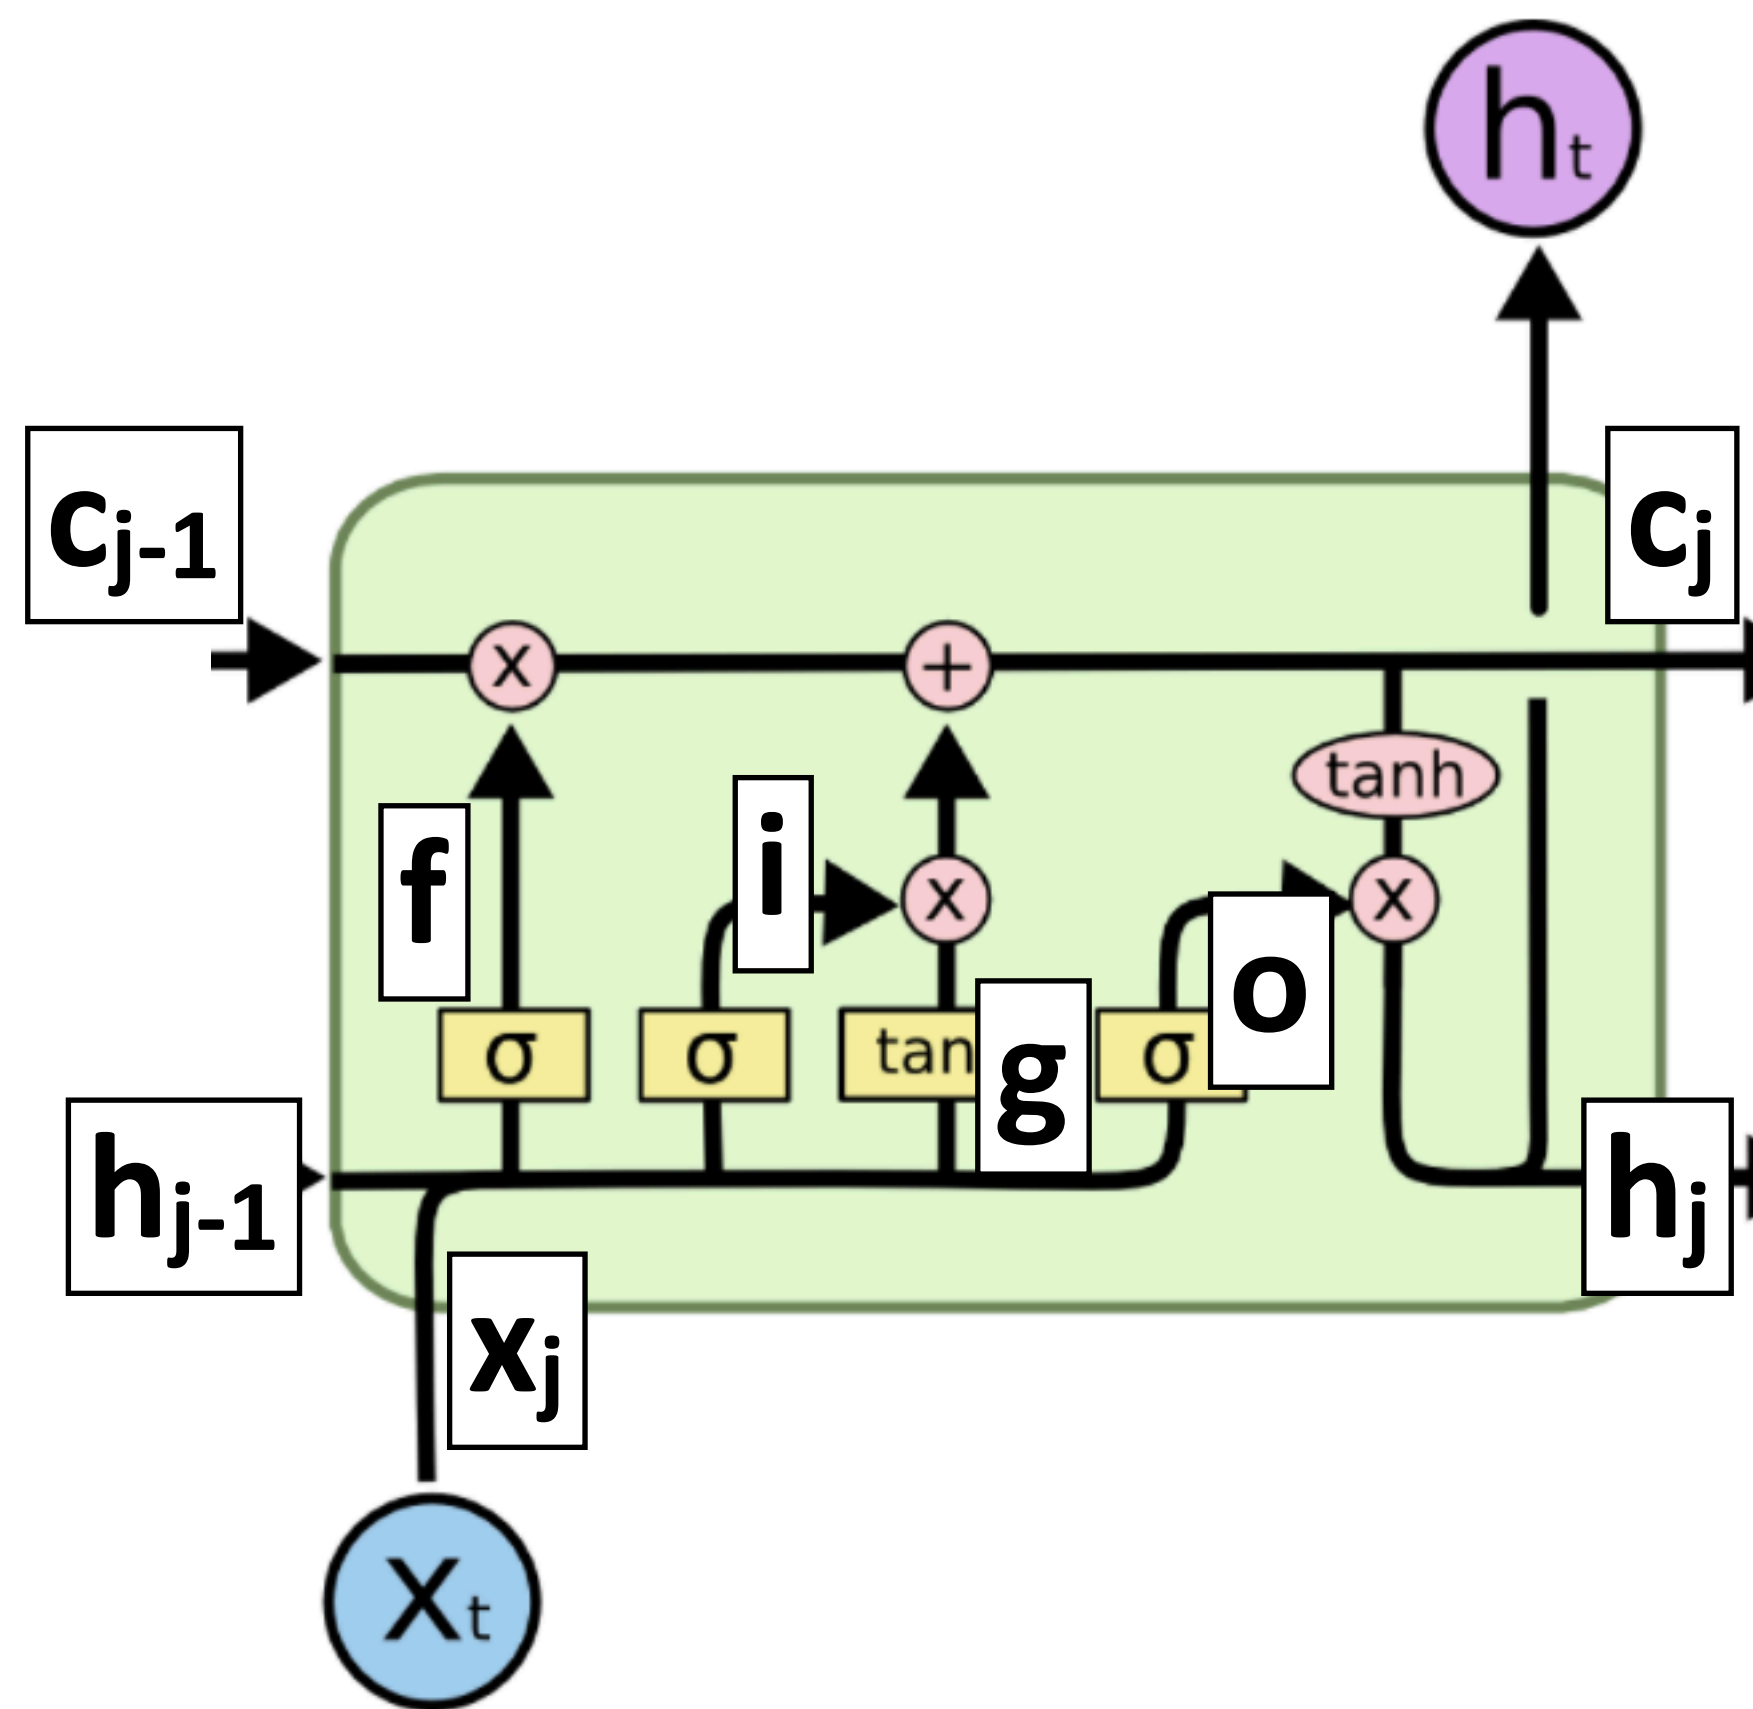 ht
cj-1
cj
x
+
tanh
f
i
x
x
o
σ
σ
tan
g
σ
hj-1
hj
xj
xt